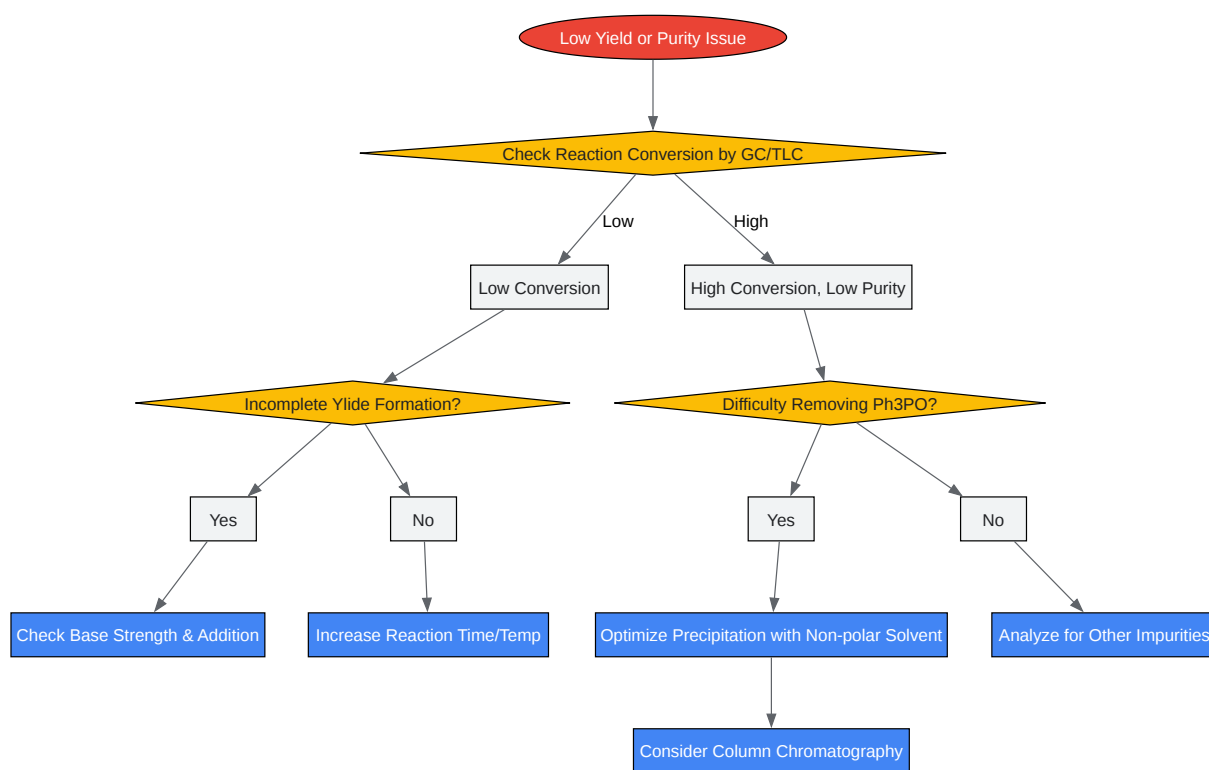 Low Yield or Purity Issue
Check Reaction Conversion by GC/TLC
Low
High
Low Conversion
High Conversion, Low Purity
Incomplete Ylide Formation?
Difficulty Removing Ph3PO?
Yes
No
Yes
No
Check Base Strength & Addition
Increase Reaction Time/Temp
Optimize Precipitation with Non-polar Solvent
Analyze for Other Impurities
Consider Column Chromatography